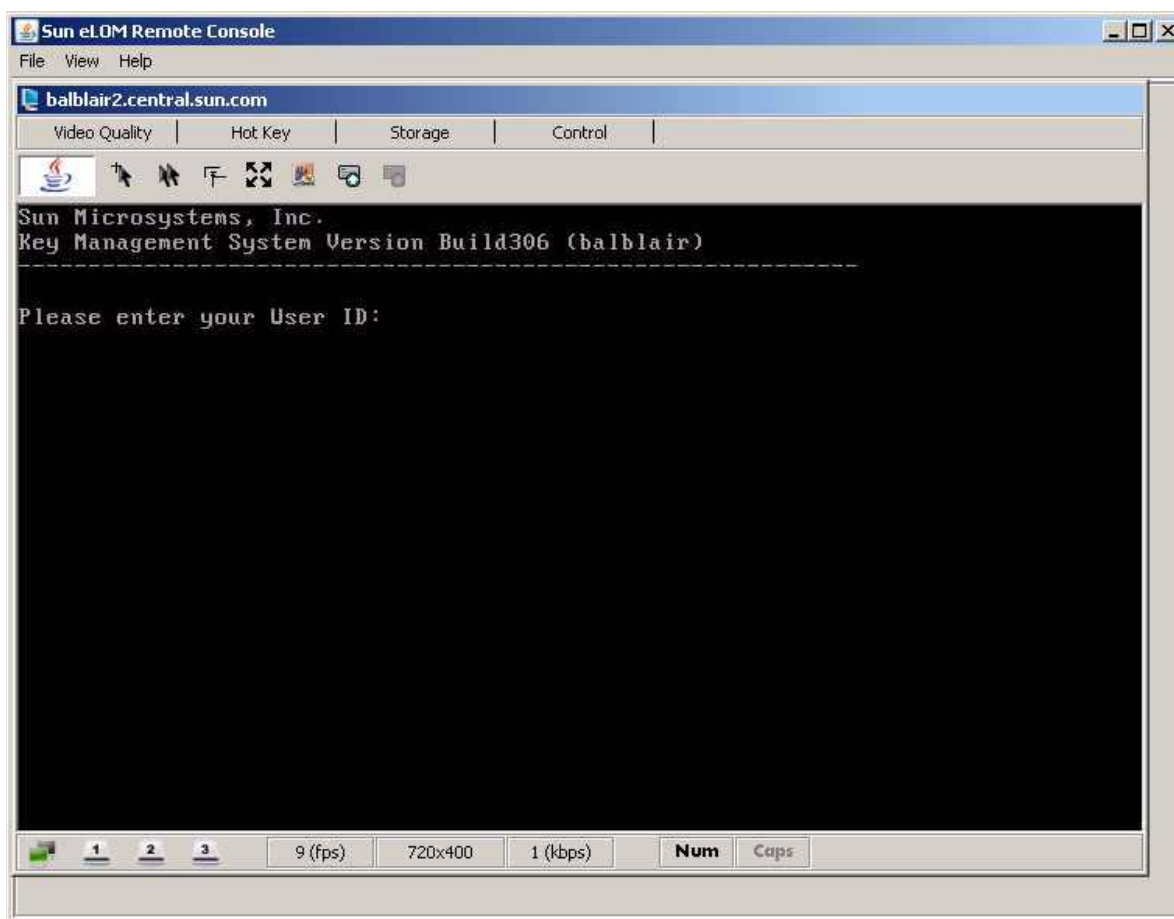 Sun eLOM Remote Console
File View Help
balblair2.central.sun.com
Video Quality | Hot Key | Storage | Control |
Sun Microsystems, Inc.
Key Management System Version Build306 (balblair)
------------------------------------------------------------
Please enter your User ID:
1 2 3 9 (fps) 720x400 1 (kbps) Num Caps